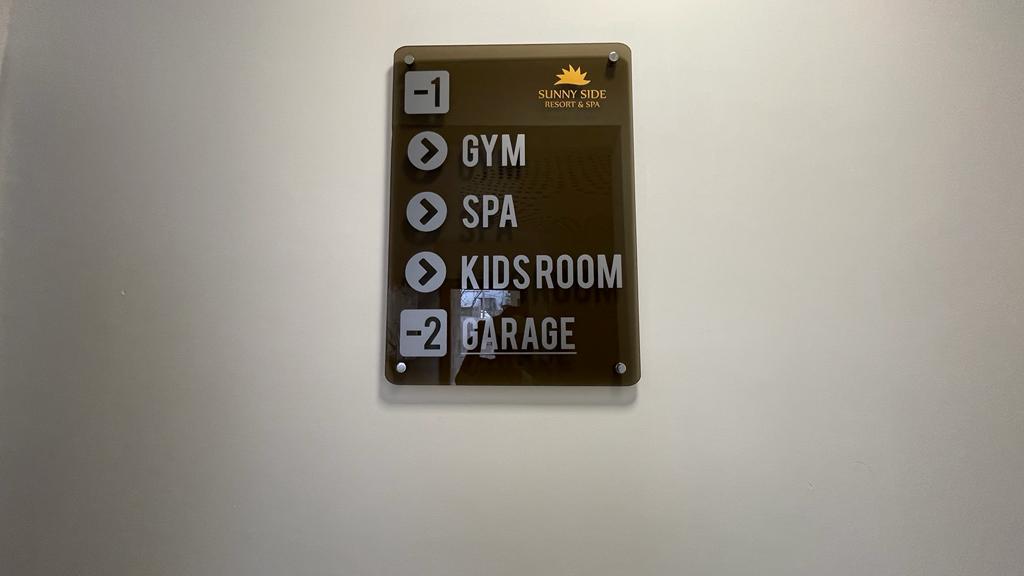 -1
SUNNY SIDE
RESORT & SPA
GYM
SPA
KIDS ROOM
-2 GARAGE